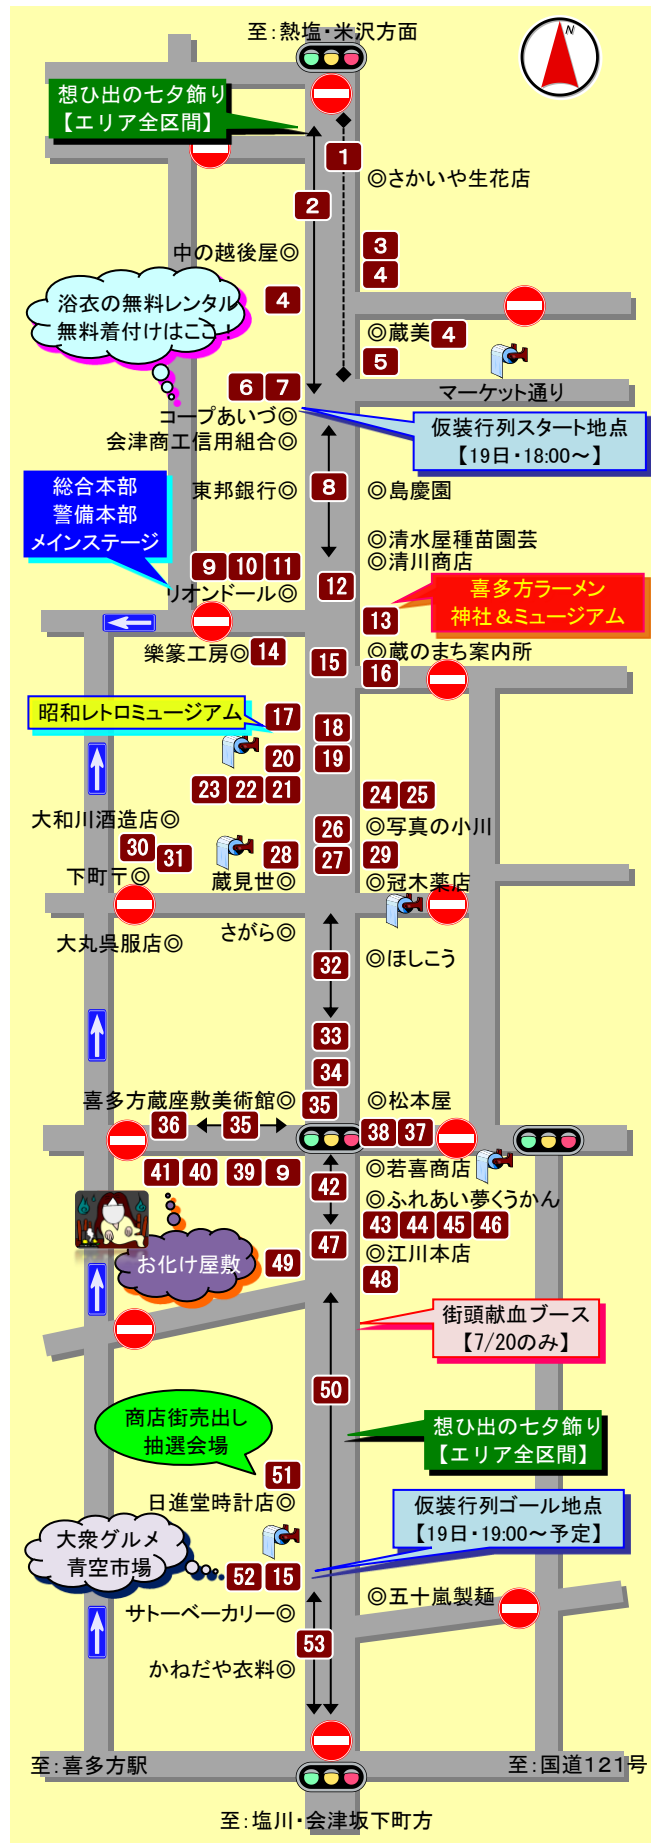 至：熱塩・米沢方面
N
想ひ出の七夕飾り
【エリア全区間】
1
◎さかいや生花店
2
3
中の越後屋◎
4
4
浴衣の無料レンタル
無料着付けはここ！
◎蔵美
4
5
6
7
マーケット通り
コープあいづ◎
仮装行列スタート地点
【19日・18:00～】
会津商工信用組合◎
総合本部
警備本部
メインステージ
東邦銀行◎
8
◎島慶園
◎清水屋種苗園芸
◎清川商店
9
10
11
リオンドール◎
12
喜多方ラーメン
神社＆ミュージアム
13
樂篆工房◎
14
15
◎蔵のまち案内所
16
昭和レトロミュージアム
17
18
20
19
23
22
21
24
25
大和川酒造店◎
26
◎写真の小川
30
31
28
27
29
下町〒◎
蔵見世◎
◎冠木薬店
大丸呉服店◎
さがら◎
◎ほしこう
32
33
34
喜多方蔵座敷美術館◎
35
◎松本屋
36
35
38
37
41
40
39
9
42
◎若喜商店
◎ふれあい夢くうかん
43
44
45
46
お化け屋敷
49
47
◎江川本店
48
街頭献血ブース
【7/20のみ】
50
商店街売出し
抽選会場
想ひ出の七夕飾り
【エリア全区間】
51
日進堂時計店◎
仮装行列ゴール地点
【19日・19:00～予定】
大衆グルメ
青空市場
52
15
◎五十嵐製麺
サトーベーカリー◎
53
かねだや衣料◎
至：喜多方駅
至：国道121号
至：塩川・会津坂下町方